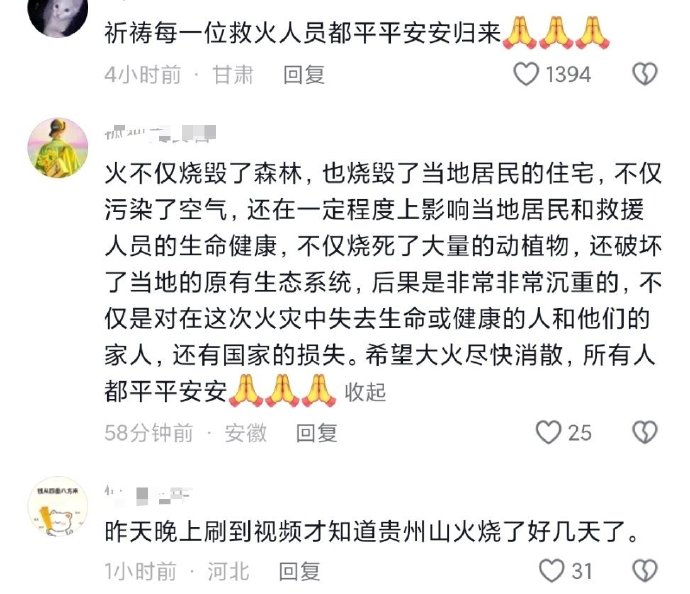 祈祷每一位救火人员都平平安安归来🙏🙏🙏
4小时前 · 甘肃 回复 1394
火不仅烧毁了森林，也烧毁了当地居民的住宅，不仅
污染了空气，还在一定程度上影响当地居民和救援
人员的生命健康，不仅烧死了大量的动植物，还破坏
了当地的原有生态系统，后果是非常非常沉重的，不
仅是对在这次火灾中失去生命或健康的人和他们的
家人，还有国家的损失。希望大火尽快消散，所有人
都平平安安🙏🙏🙏 收起
58分钟前 · 安徽 回复 25
钱从四面八方来
昨天晚上刷到视频才知道贵州山火烧了好几天了。
1小时前 · 河北 回复 31